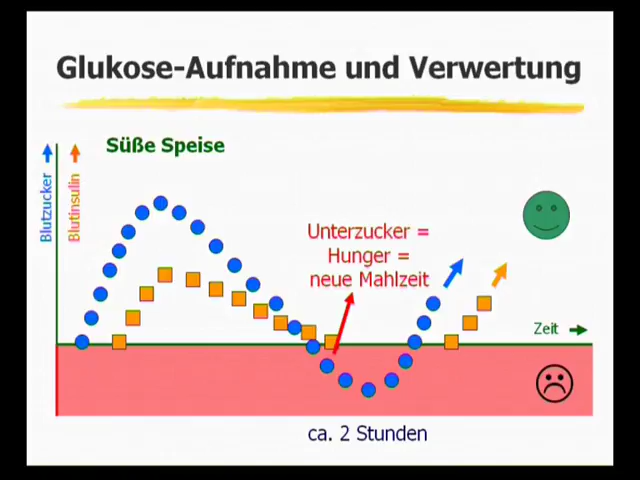 Glukose-Aufnahme und Verwertung
Süße Speise
Blutzucker
Blutinsulin
Unterzucker =
Hunger =
neue Mahlzeit
Zeit
ca. 2 Stunden